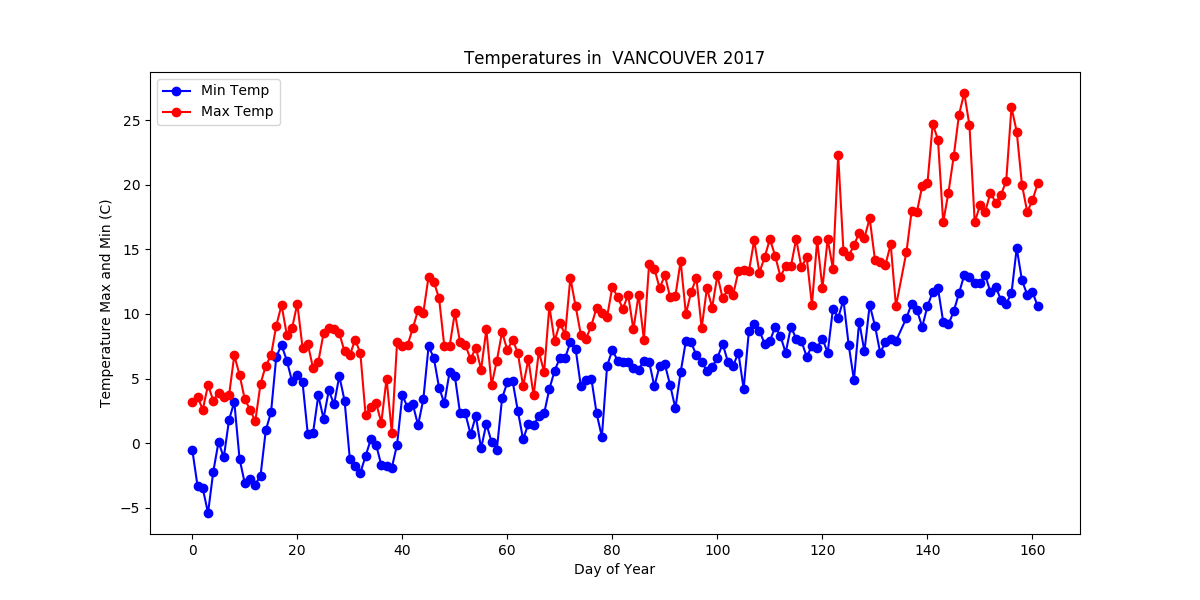 Temperatures in  VANCOUVER 2017
Min Temp
Max Temp
Temperature Max and Min (C)
25
20
15
10
5
0
−5
0 20 40 60 80 100 120 140 160
Day of Year